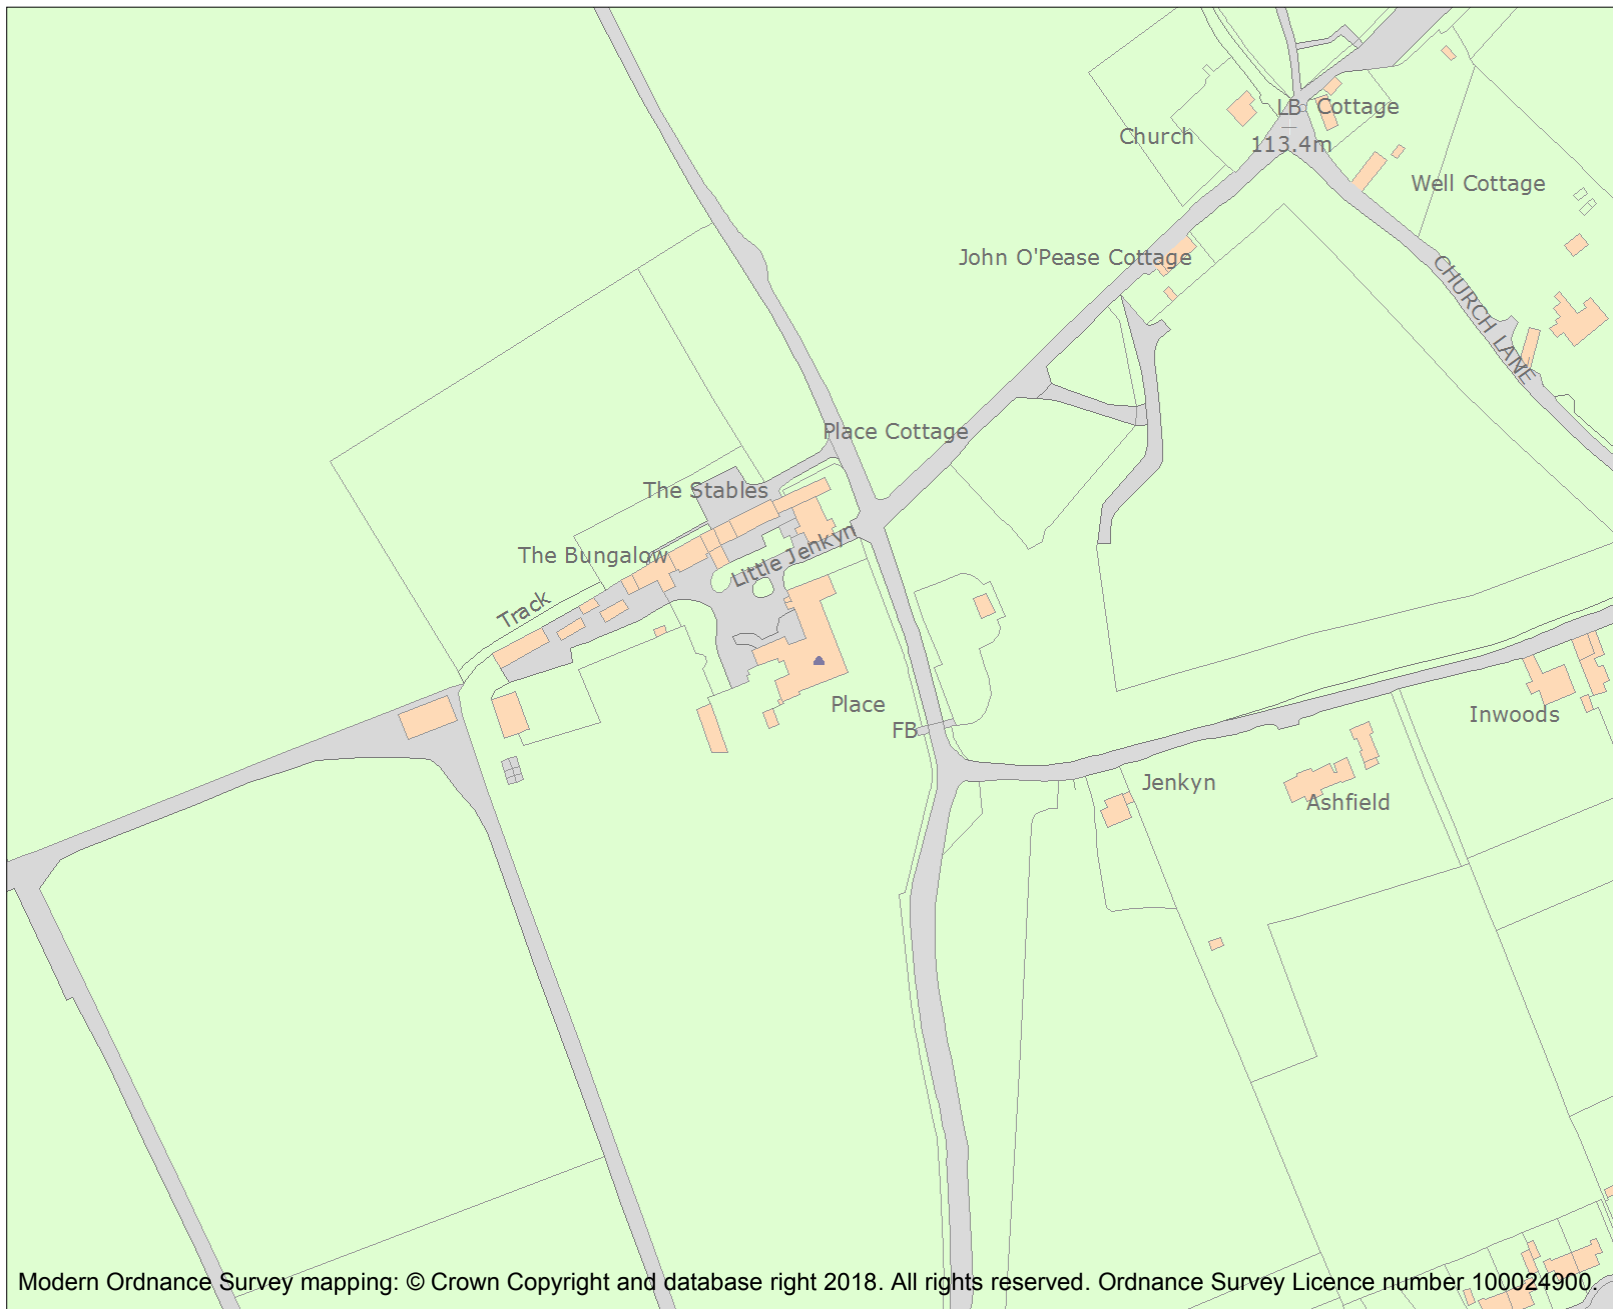 LB Cottage
Church
113.4m
Well Cottage
John O'Pease Cottage
CHURCH LANE
Place Cottage
The Stables
Little Jenkyn
The Bungalow
Track
Place
FB
Inwoods
Jenkyn
Ashfield
Modern Ordnance Survey mapping: © Crown Copyright and database right 2018. All rights reserved. Ordnance Survey Licence number 100024900.